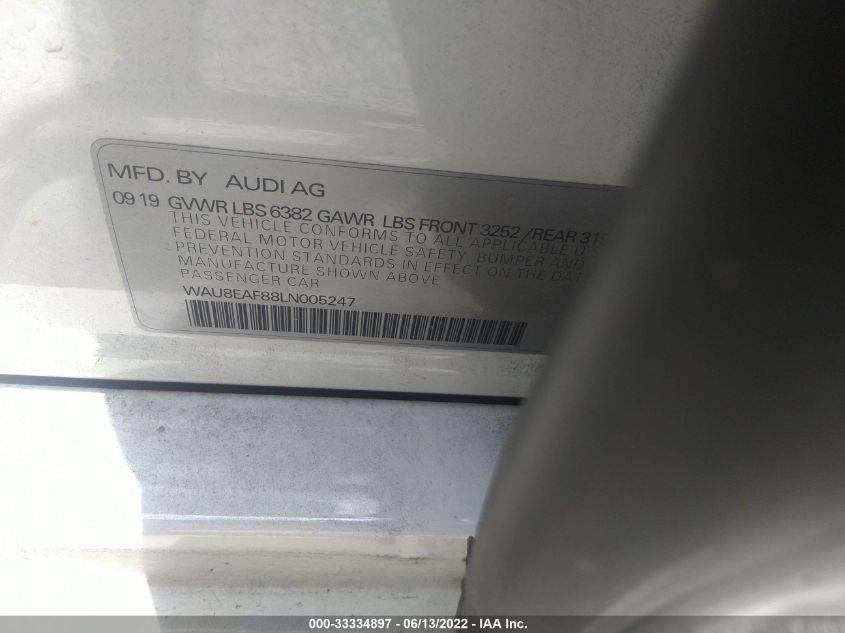 MFD. BY AUDI AG
09 19 GVWR LBS 6382 GAWR LBS FRONT 3252 /REAR
THIS VEHICLE CONFORMS TO ALL APPLICABLE
FEDERAL MOTOR VEHICLE SAFETY, BUMPER AND
PREVENTION STANDARDS IN EFFECT ON THE DATE
MANUFACTURE SHOWN ABOVE
PASSENGER CAR
WAU8EAF88LN005247
000-33334897 - 06/13/2022 - IAA Inc.